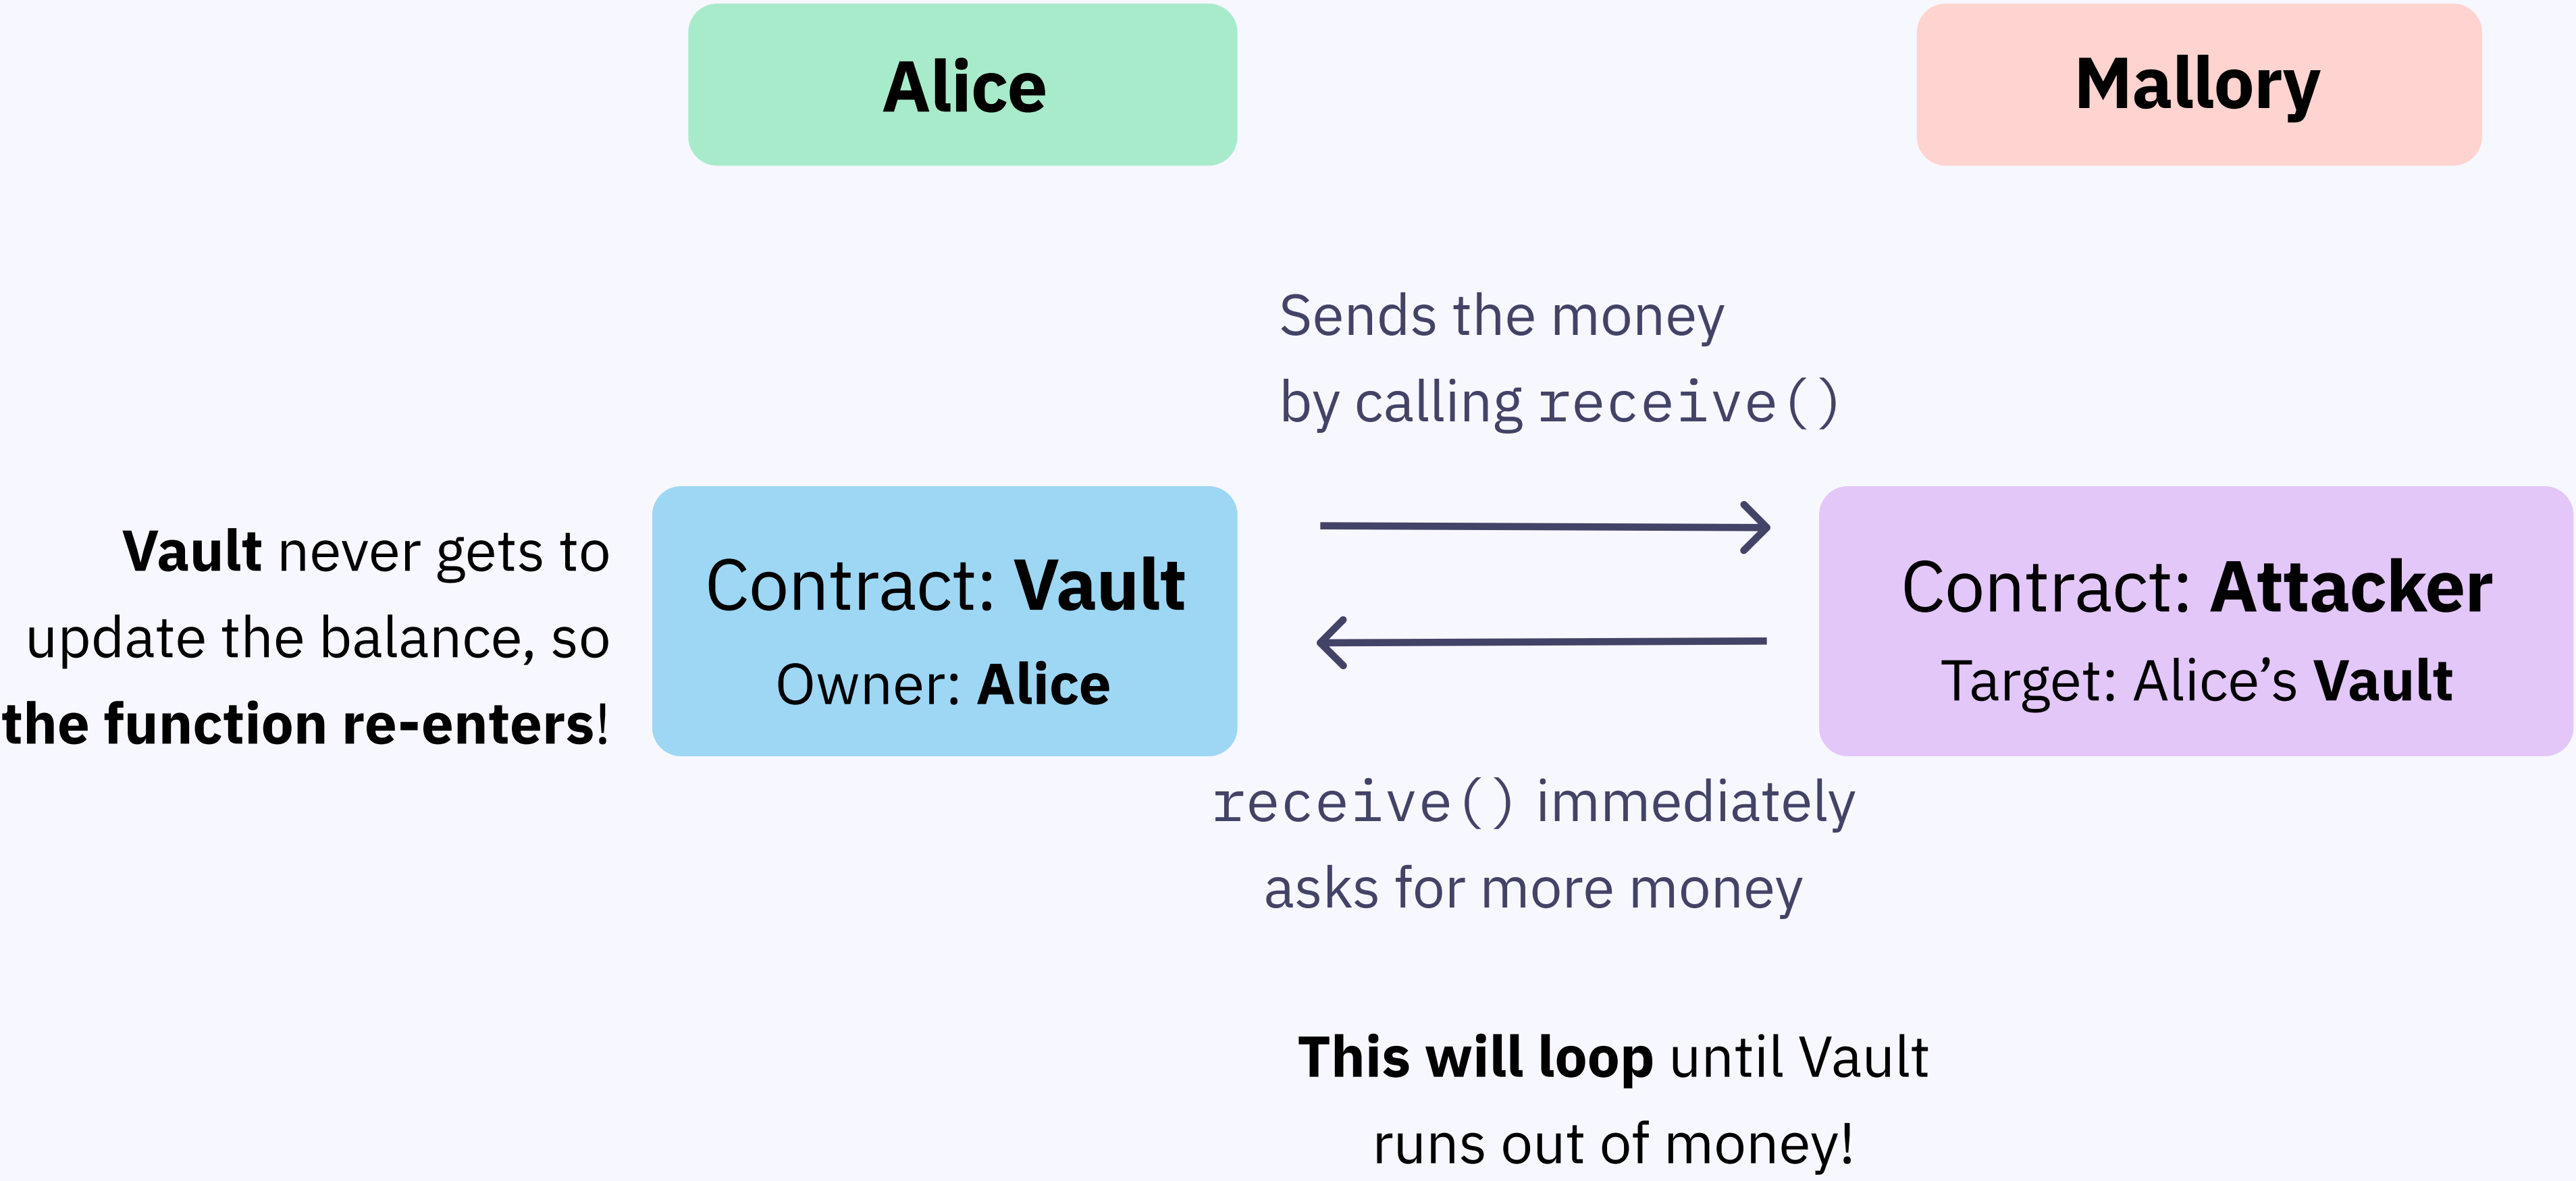 Alice
Mallory
Sends the money
by calling receive()
Vault never gets to
update the balance, so
the function re-enters!
Contract: Vault
Owner: Alice
Contract: Attacker
Target: Alice’s Vault
receive() immediately
asks for more money
This will loop until Vault
runs out of money!